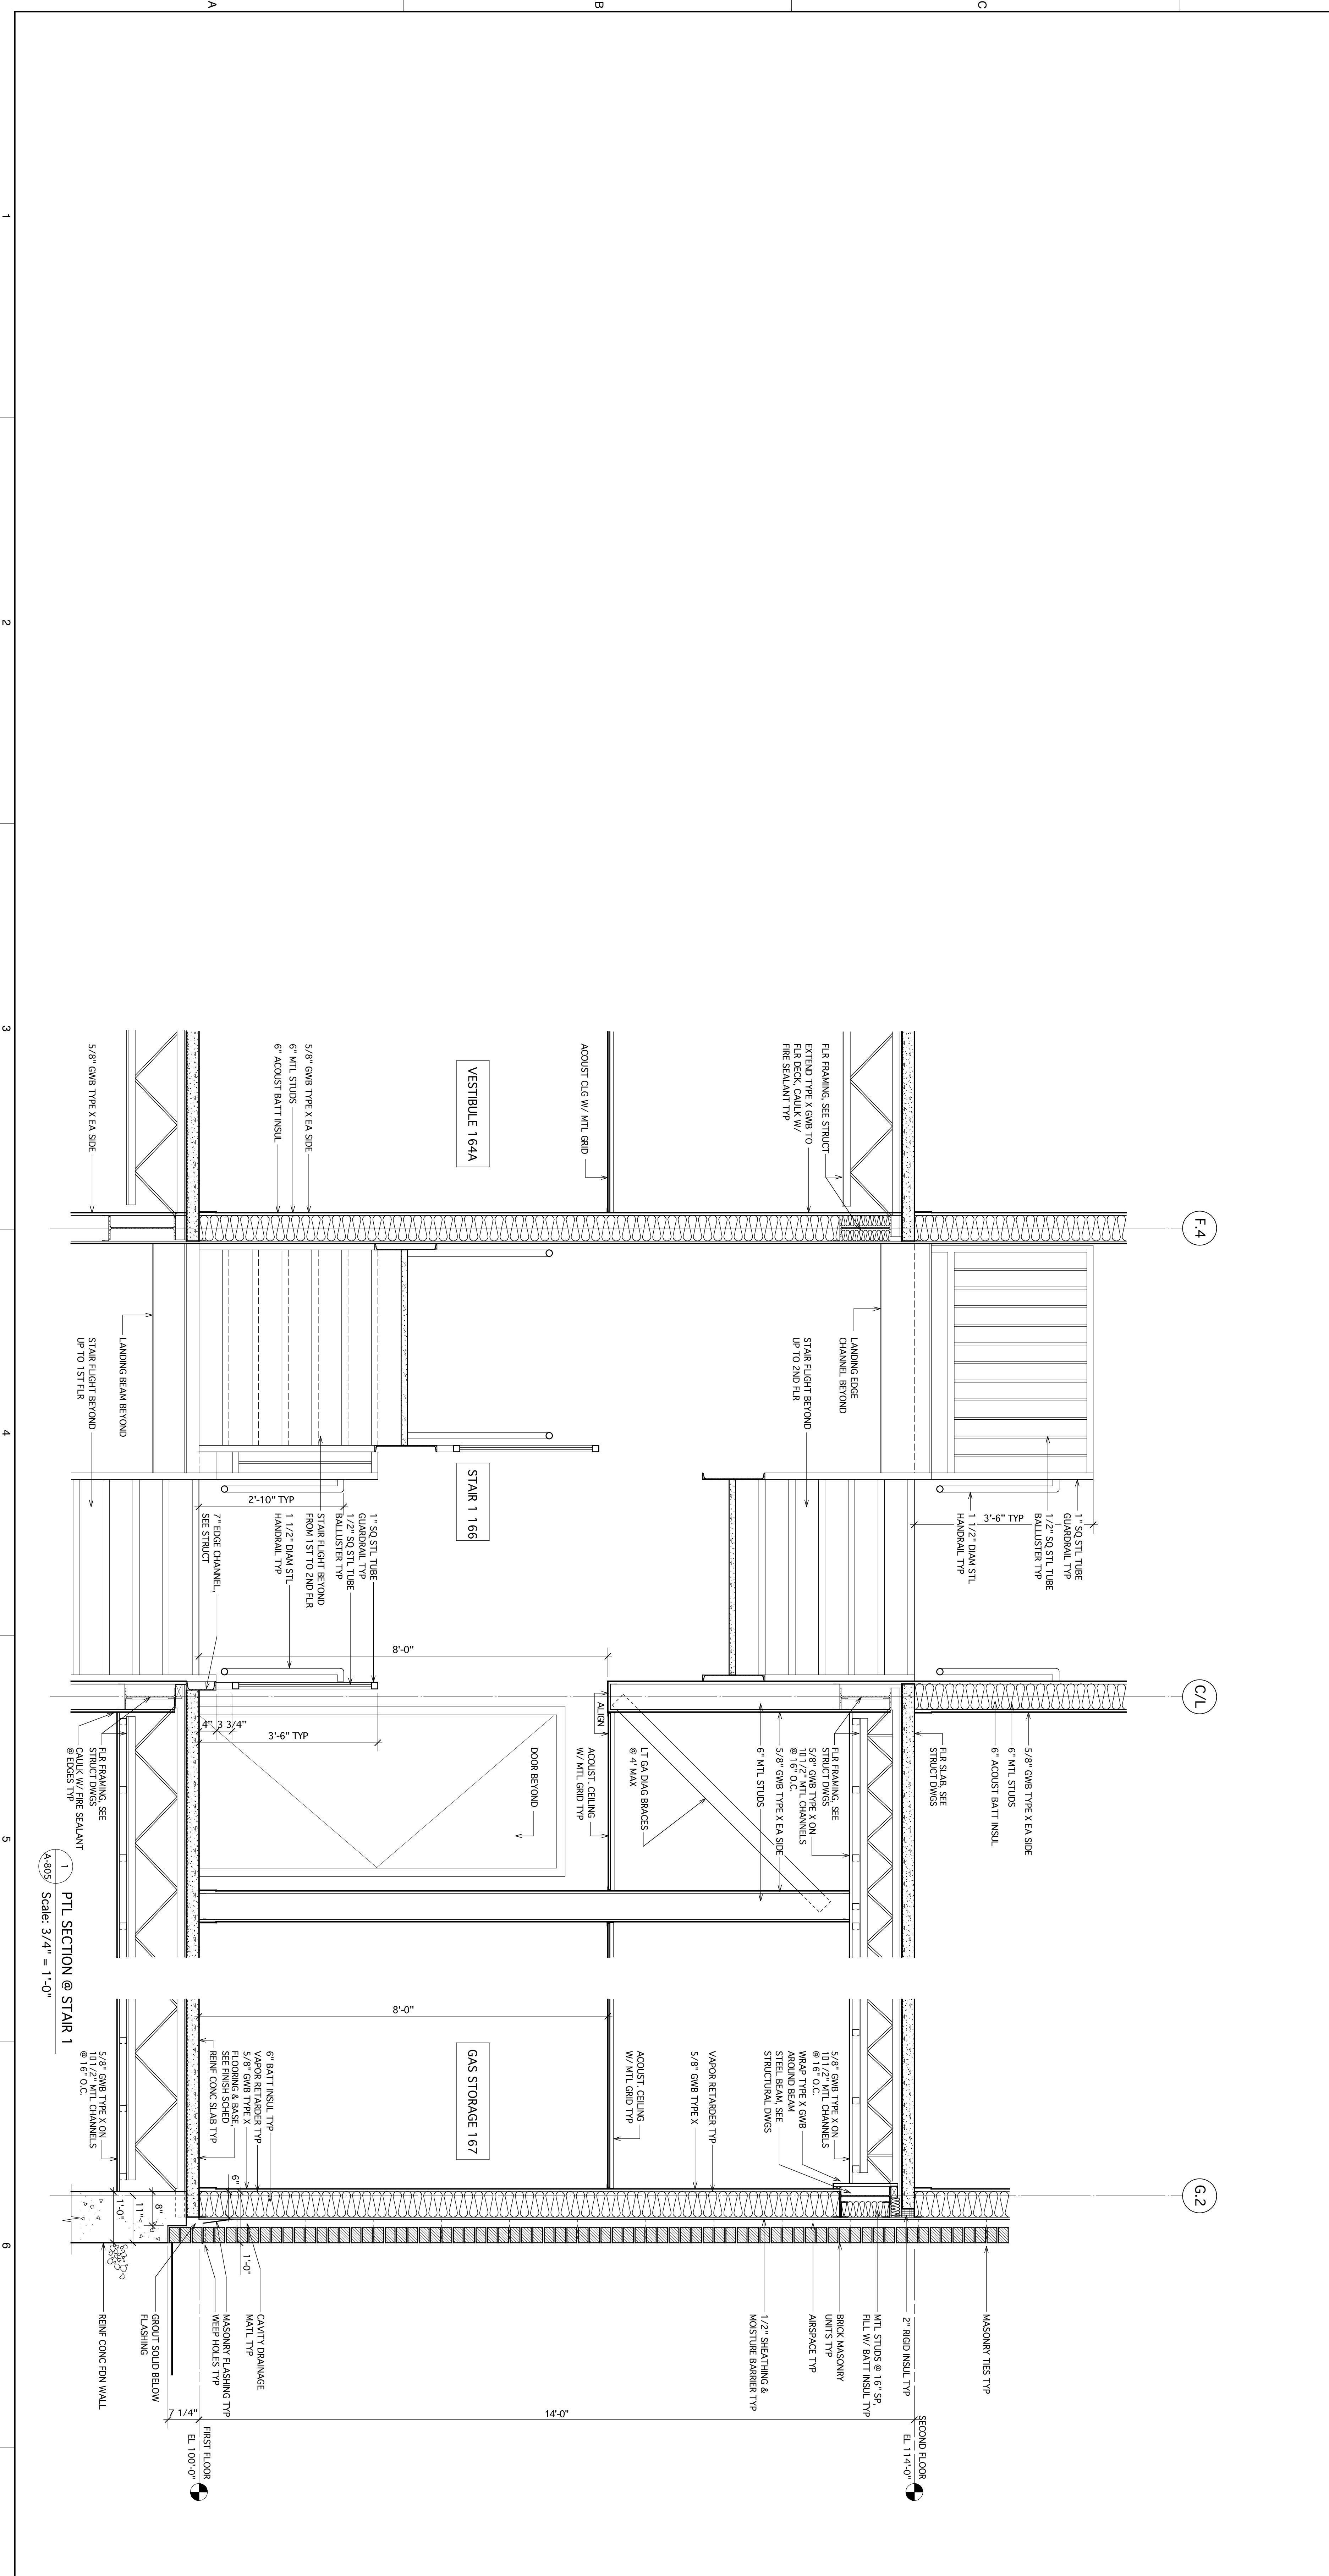 F.4
C/L
G.2
C
B
A
1
2
3
4
5
6
1" SQ STL TUBE
GUARDRAIL TYP
1/2" SQ STL TUBE
BALLUSTER TYP
3'-6" TYP
1 1/2" DIAM STL
HANDRAIL TYP
5/8" GWB TYPE X EA SIDE
6" MTL STUDS
6" ACOUST BATT INSUL
FLR SLAB, SEE
STRUCT DWGS
MASONRY TIES TYP
SECOND FLOOR
EL 114'-0"
2" RIGID INSUL TYP
MTL STUDS @ 16" SP,
FILL W/ BATT INSUL TYP
BRICK MASONRY
UNITS TYP
AIRSPACE TYP
1/2" SHEATHING &
MOISTURE BARRIER TYP
FLR FRAMING, SEE STRUCT
EXTEND TYPE X GWB TO
FLR DECK, CAULK W/
FIRE SEALANT TYP
LANDING EDGE
CHANNEL BEYOND
STAIR FLIGHT BEYOND
UP TO 2ND FLR
FLR FRAMING, SEE
STRUCT DWGS
5/8" GWB TYPE X ON
1▯1/2" MTL CHANNELS
@ 16" O.C.
5/8" GWB TYPE X EA SIDE
6" MTL STUDS
5/8" GWB TYPE X ON
1▯1/2" MTL CHANNELS
@ 16" O.C.
WRAP TYPE X GWB
AROUND BEAM
STEEL BEAM, SEE
STRUCTURAL DWGS
VAPOR RETARDER TYP
5/8" GWB TYPE X
LT GA DIAG BRACES
@ 4' MAX
ALIGN
ACOUST CLG W/ MTL GRID
ACOUST. CEILING
W/ MTL GRID TYP
ACOUST. CEILING
W/ MTL GRID TYP
14'-0"
DOOR BEYOND
VESTIBULE 164A
STAIR 1 166
GAS STORAGE 167
8'-0"
8'-0"
5/8" GWB TYPE X EA SIDE
6" MTL STUDS
6" ACOUST BATT INSUL
2'-10" TYP
1" SQ STL TUBE
GUARDRAIL TYP
1/2" SQ STL TUBE
BALLUSTER TYP
STAIR FLIGHT BEYOND
FROM 1ST TO 2ND FLR
1 1/2" DIAM STL
HANDRAIL TYP
7" EDGE CHANNEL,
SEE STRUCT
4"
3 3/4"
3'-6" TYP
6" BATT INSUL TYP
VAPOR RETARDER TYP
5/8" GWB TYPE X
FLOORING & BASE,
SEE FINISH SCHED
REINF CONC SLAB TYP
6"
1'-0"
CAVITY DRAINAGE
MATL TYP
MASONRY FLASHING TYP
WEEP HOLES TYP
FIRST FLOOR
EL 100'-0"
7 1/4"
GROUT SOLID BELOW
FLASHING
8"
11"
1'-0"
REINF CONC FDN WALL
5/8" GWB TYPE X EA SIDE
LANDING BEAM BEYOND
STAIR FLIGHT BEYOND
UP TO 1ST FLR
FLR FRAMING, SEE
STRUCT DWGS
CAULK W/ FIRE SEALANT
@ EDGES TYP
5/8" GWB TYPE X ON
1▯1/2" MTL CHANNELS
@ 16" O.C.
1
A-805
PTL SECTION @ STAIR 1
Scale: 3/4" = 1'-0"